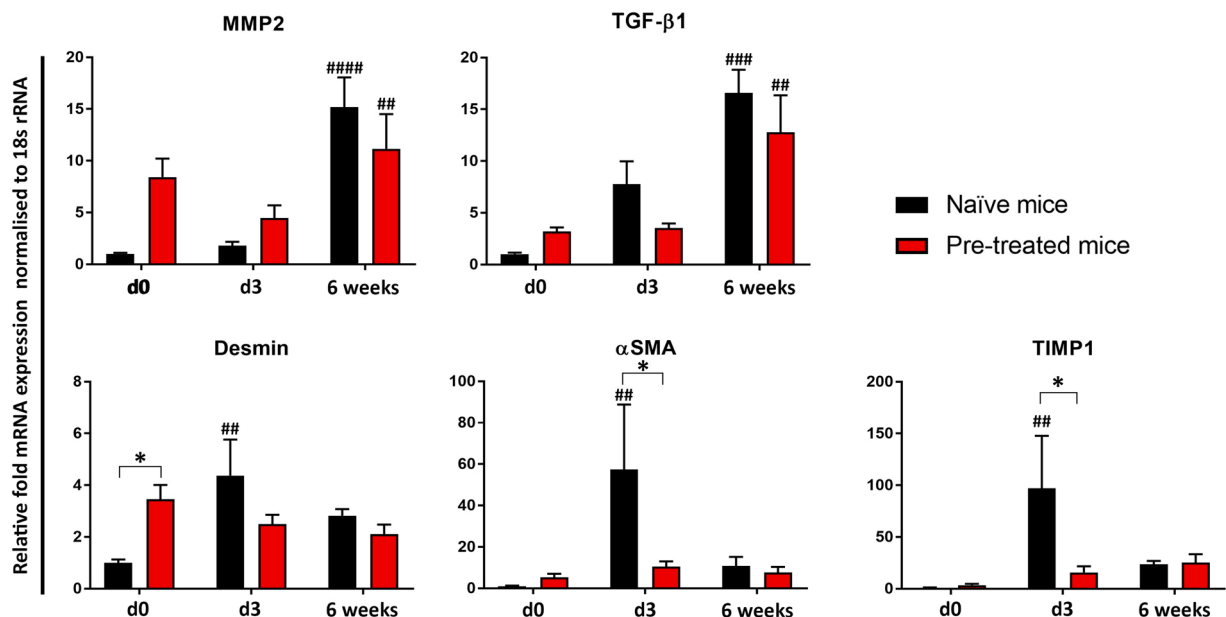 Relative fold mRNA expression normalised to 18s rRNA
MMP2
20
15
10
5
0
####
##
d0
d3
6 weeks
TGF-β1
20
15
10
5
0
###
##
d0
d3
6 weeks
Naïve mice
Pre-treated mice
Desmin
8
6
4
2
0
*
##
d0
d3
6 weeks
αSMA
100
80
60
40
20
0
*
##
d0
d3
6 weeks
TIMP1
200
150
100
50
0
*
##
d0
d3
6 weeks